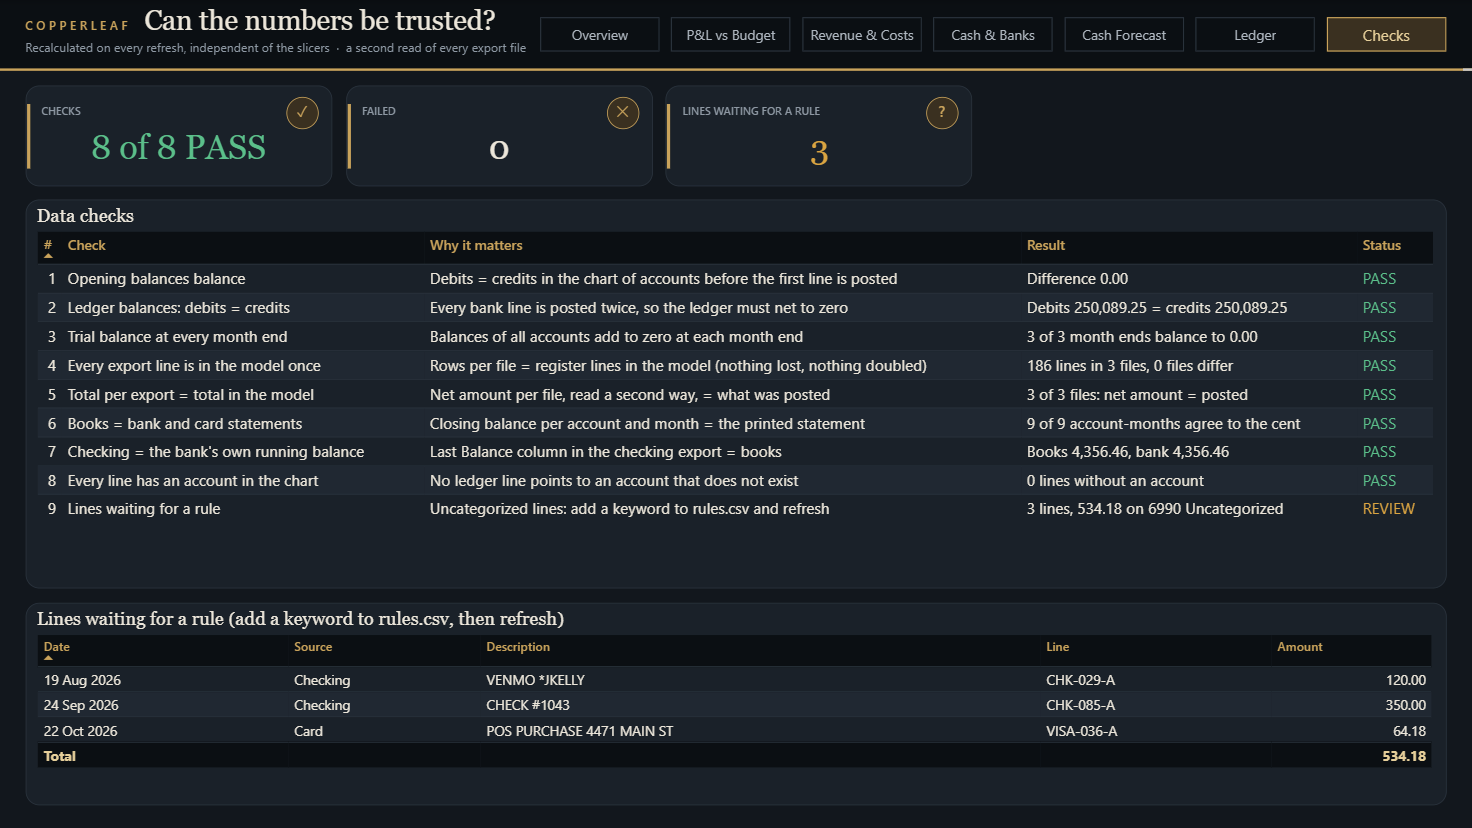 COPPERLEAF Can the numbers be trusted?
Recalculated on every refresh, independent of the slicers · a second read of every export file
Overview P&L vs Budget Revenue & Costs Cash & Banks Cash Forecast Ledger Checks
CHECKS ✓ FAILED ✕ LINES WAITING FOR A RULE ?
8 of 8 PASS 0 3
Data checks
# Check Why it matters Result Status
1 Opening balances balance Debits = credits in the chart of accounts before the first line is posted Difference 0.00 PASS
2 Ledger balances: debits = credits Every bank line is posted twice, so the ledger must net to zero Debits 250,089.25 = credits 250,089.25 PASS
3 Trial balance at every month end Balances of all accounts add to zero at each month end 3 of 3 month ends balance to 0.00 PASS
4 Every export line is in the model once Rows per file = register lines in the model (nothing lost, nothing doubled) 186 lines in 3 files, 0 files differ PASS
5 Total per export = total in the model Net amount per file, read a second way, = what was posted 3 of 3 files: net amount = posted PASS
6 Books = bank and card statements Closing balance per account and month = the printed statement 9 of 9 account-months agree to the cent PASS
7 Checking = the bank's own running balance Last Balance column in the checking export = books Books 4,356.46, bank 4,356.46 PASS
8 Every line has an account in the chart No ledger line points to an account that does not exist 0 lines without an account PASS
9 Lines waiting for a rule Uncategorized lines: add a keyword to rules.csv and refresh 3 lines, 534.18 on 6990 Uncategorized REVIEW
Lines waiting for a rule (add a keyword to rules.csv, then refresh)
Date Source Description Line Amount
19 Aug 2026 Checking VENMO *JKELLY CHK-029-A 120.00
24 Sep 2026 Checking CHECK #1043 CHK-085-A 350.00
22 Oct 2026 Card POS PURCHASE 4471 MAIN ST VISA-036-A 64.18
Total 534.18